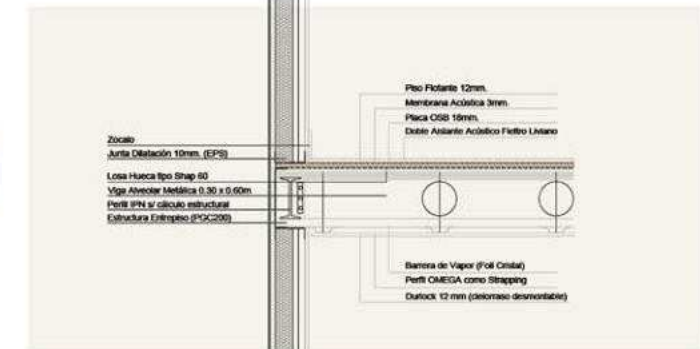 Piso Flotante 12mm.
Membrana Acústica 3mm.
Placa OSB 18mm.
Doble Aislante Acústico Fieltro Liviano
Zocalo
Junta Dilatación 10mm. (EPS)
Losa Hueca tipo Shap 60
Viga Alveolar Metálica 0.30 x 0.60m
Perfil IPN s/ cálculo estructural
Estructura Entrepiso (PGC200)
Barrera de Vapor (Foil Cristal)
Perfil OMEGA como Strapping
Durlock 12 mm (cielorraso desmontable)